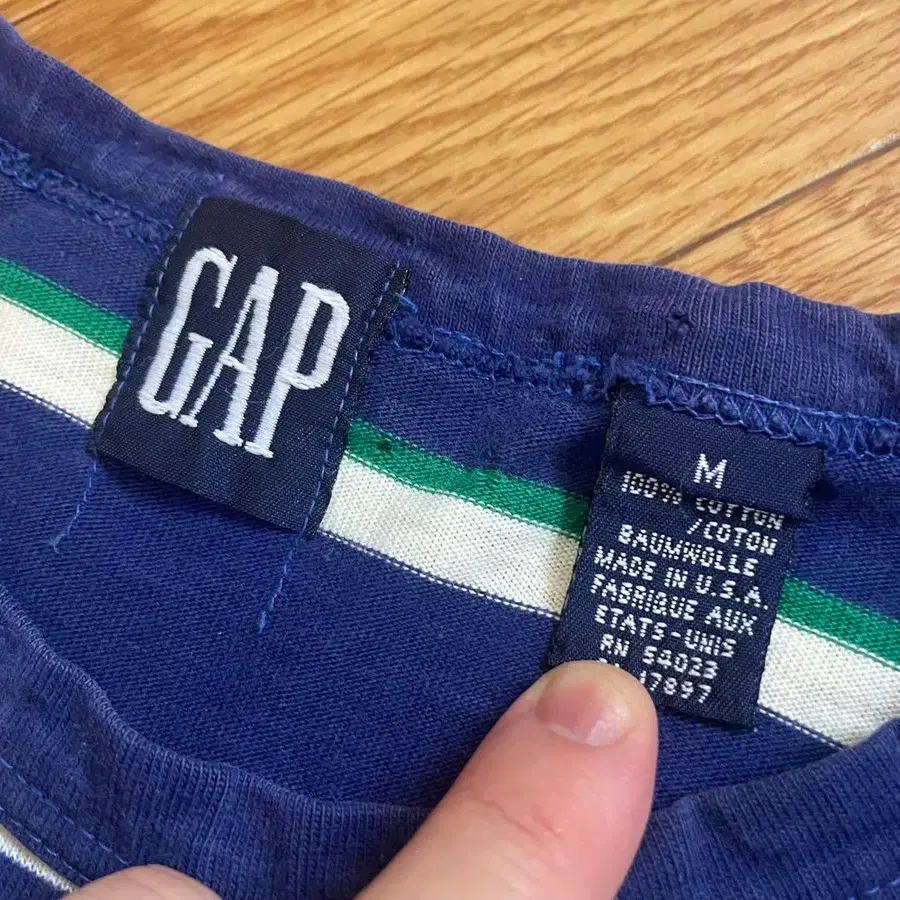 GAP
M
100% COTTON
/COTON
BAUMWOLLE
MADE IN U.S.A.
FABRIQUE AUX
ETATS-UNIS
RN 54023
17897